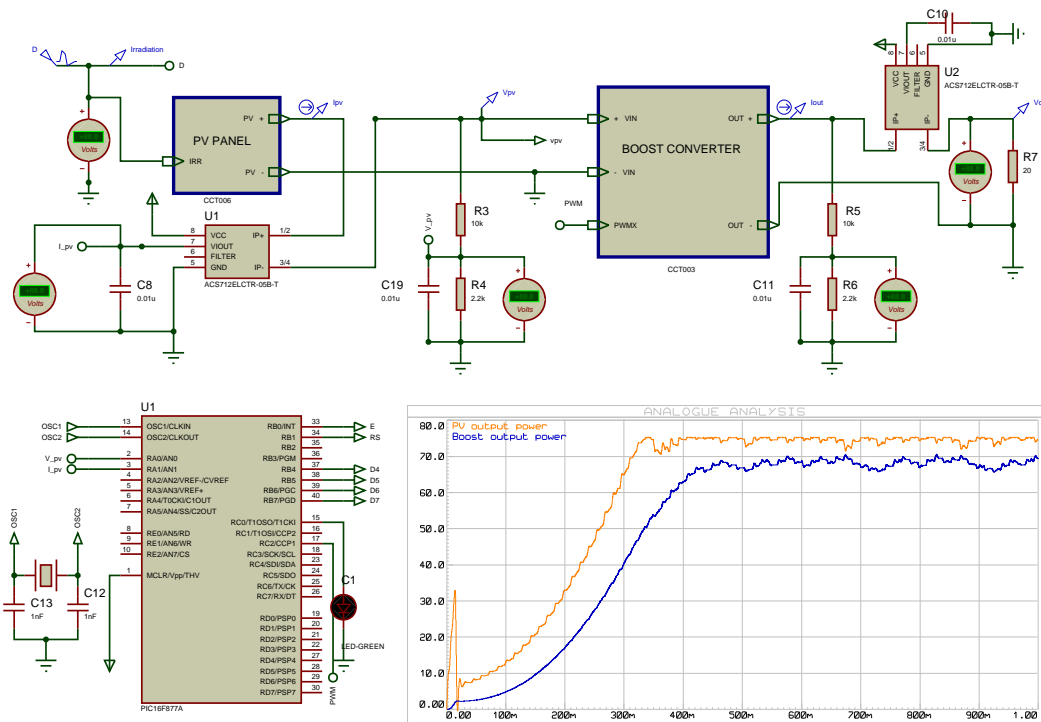 D
Irradiation
D
Volts
PV PANEL
PV +
IRR
PV -
CCT006
Ipv
I_pv
Volts
C8
0.01u
U1
8
7
6
5
VCC
VIOUT
FILTER
GND
IP+
IP-
1/2
3/4
ACS712ELCTR-05B-T
Vpv
vpv
R3
10k
V_pv
C19
0.01u
R4
2.2k
Volts
BOOST CONVERTER
+ VIN
- VIN
PWMX
OUT +
OUT -
CCT003
PWM
Iout
R5
10k
C11
0.01u
R6
2.2k
Volts
C10
0.01u
8
7
6
5
VCC
VIOUT
FILTER
GND
IP+
IP-
1/2
3/4
U2
ACS712ELCTR-05B-T
Volts
R7
20
U1
OSC1
OSC2
V_pv
I_pv
13 OSC1/CLKIN
14 OSC2/CLKOUT
2 RA0/AN0
3 RA1/AN1
4 RA2/AN2/VREF-/CVREF
5 RA3/AN3/VREF+
6 RA4/T0CKI/C1OUT
7 RA5/AN4/SS/C2OUT
8 RE0/AN5/RD
9 RE1/AN6/WR
10 RE2/AN7/CS
1 MCLR/Vpp/THV
RB0/INT 33 E
RB1 34 RS
RB2 35
RB3/PGM 36
RB4 37 D4
RB5 38 D5
RB6/PGC 39 D6
RB7/PGD 40 D7
RC0/T1OSO/T1CKI 15
RC1/T1OSI/CCP2 16
RC2/CCP1 17
RC3/SCK/SCL 18
RC4/SDI/SDA 23
RC5/SDO 24
RC6/TX/CK 25
RC7/RX/DT 26
RD0/PSP0 19
RD1/PSP1 20
RD2/PSP2 21
RD3/PSP3 22
RD4/PSP4 27
RD5/PSP5 28
RD6/PSP6 29
RD7/PSP7 30
PIC16F877A
OSC1
OSC2
C13
1nF
C12
1nF
C1
LED-GREEN
PWM
ANALOGUE ANALYSIS
PV output power
Boost output power
80.0
70.0
60.0
50.0
40.0
30.0
20.0
10.0
0.00
0.00 100m 200m 300m 400m 500m 600m 700m 800m 900m 1.00